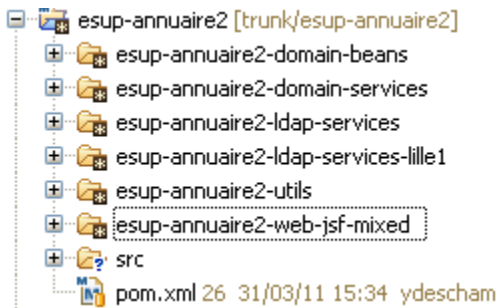 esup-annuaire2 [trunk/esup-annuaire2]
esup-annuaire2-domain-beans
esup-annuaire2-domain-services
esup-annuaire2-ldap-services
esup-annuaire2-ldap-services-lille1
esup-annuaire2-utils
esup-annuaire2-web-jsf-mixed
src
pom.xml 26 31/03/11 15:34 ydescham